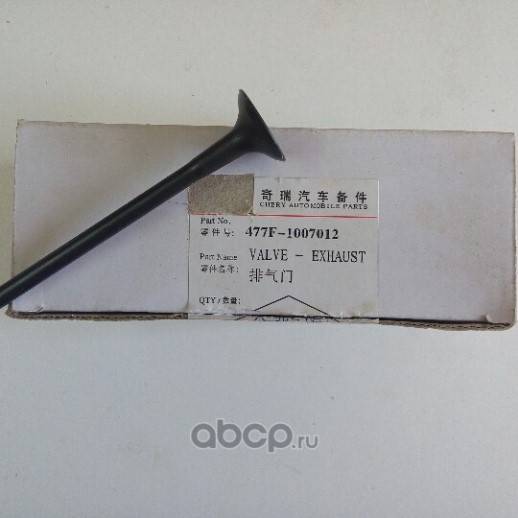 奇瑞汽车备件
CHERY AUTOMOBILE PARTS
Part No.
零件号: 477F-1007012
Part Name VALVE - EXHAUST
零件名称: 排气门
QTY / 数量:
abcp.ru